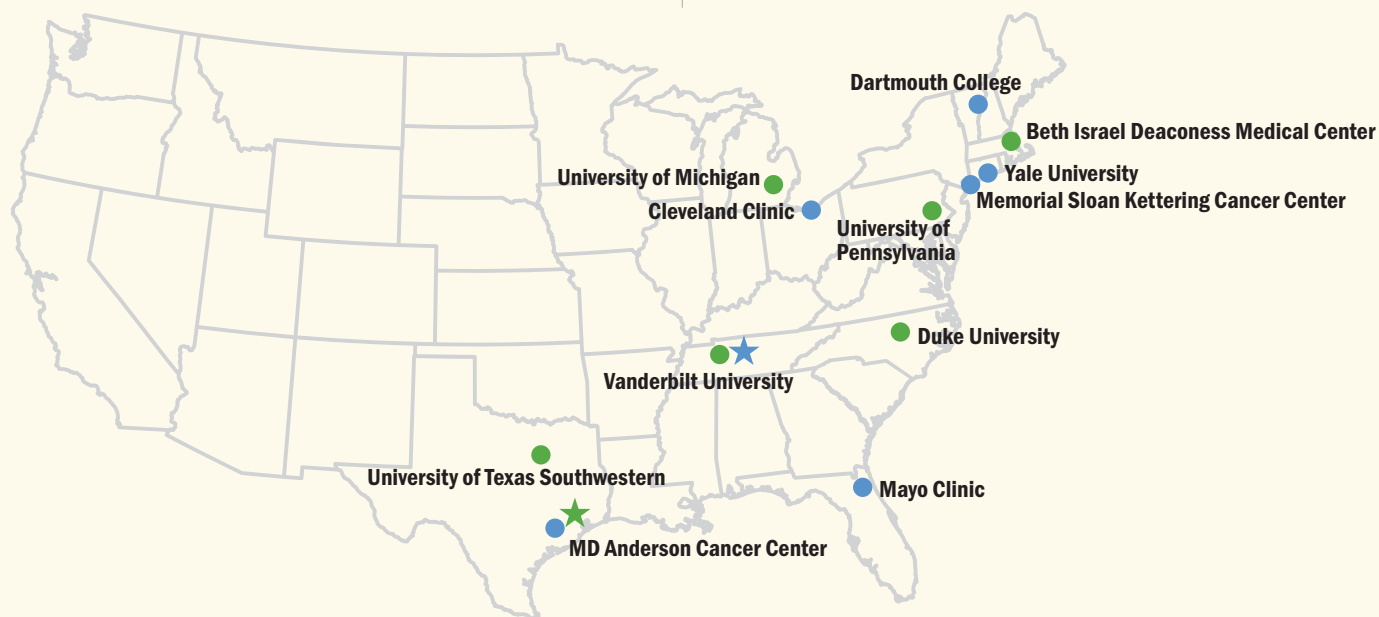 Dartmouth College
Beth Israel Deaconess Medical Center
Yale University
University of Michigan
Memorial Sloan Kettering Cancer Center
Cleveland Clinic
University of
Pennsylvania
Duke University
Vanderbilt University
University of Texas Southwestern
Mayo Clinic
MD Anderson Cancer Center